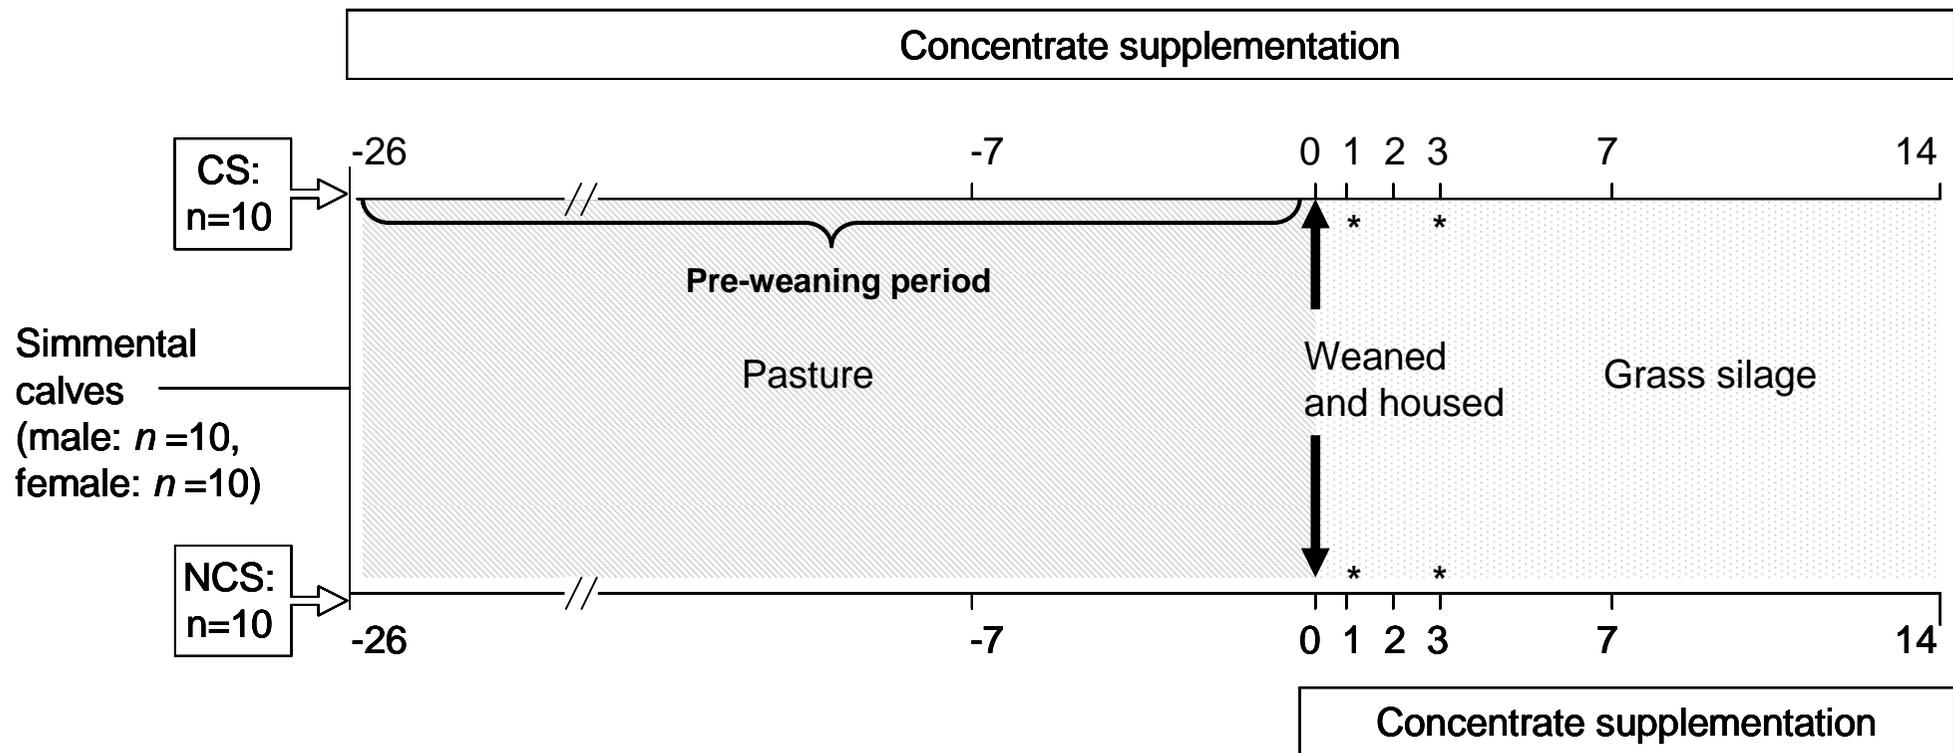 Concentrate supplementation
-26 -7 0 1 2 3 7 14
CS:
n=10
* *
Pre-weaning period
Simmental
calves
(male: n =10,
female: n =10)
Pasture
Weaned
and housed
Grass silage
NCS:
n=10
* *
-26 -7 0 1 2 3 7 14
Concentrate supplementation